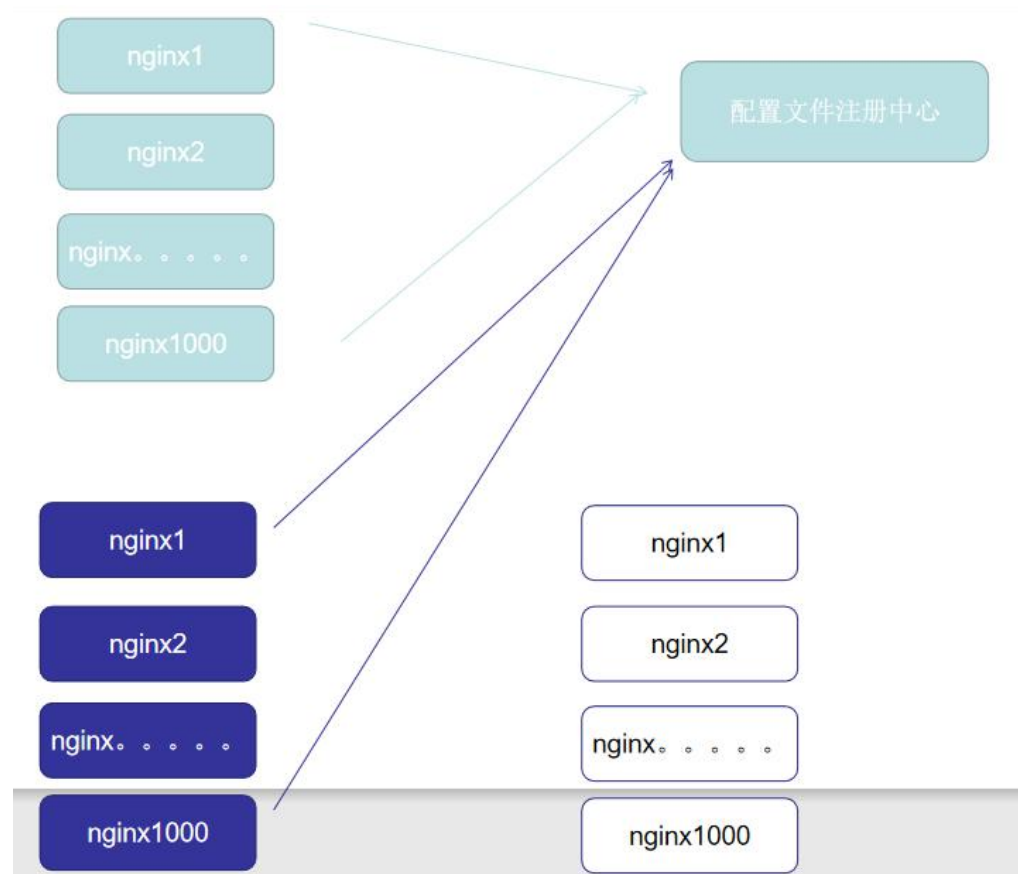 nginx1
配置文件注册中心
nginx2
nginx。。。。。
nginx1000
nginx1
nginx2
nginx。。。。。
nginx1000
nginx1
nginx2
nginx。。。。。
nginx1000